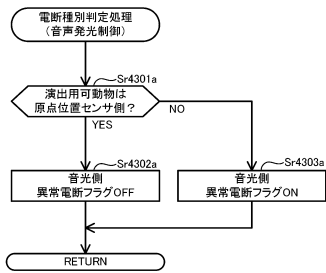 電断種別判定処理
（音声発光制御）
Sr4301a
演出用可動物は
原点位置センサ側？
NO
YES
Sr4302a
音光側
異常電断フラグOFF
Sr4303a
音光側
異常電断フラグON
RETURN